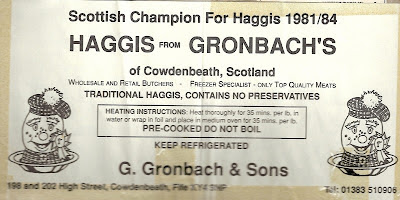 Scottish Champion For Haggis 1981/84
HAGGIS FROM GRONBACH'S
of Cowdenbeath, Scotland
WHOLESALE AND RETAIL BUTCHERS - FREEZER SPECIALIST - ONLY TOP QUALITY MEATS
TRADITIONAL HAGGIS, CONTAINS NO PRESERVATIVES
HEATING INSTRUCTIONS: Heat thoroughly for 35 mins. per lb. in
water or wrap in foil and place in medium oven for 35 mins. per lb.
PRE-COOKED DO NOT BOIL
KEEP REFRIGERATED
G. Gronbach & Sons
198 and 202 High Street, Cowdenbeath, Fife
Tel: 01383 510906